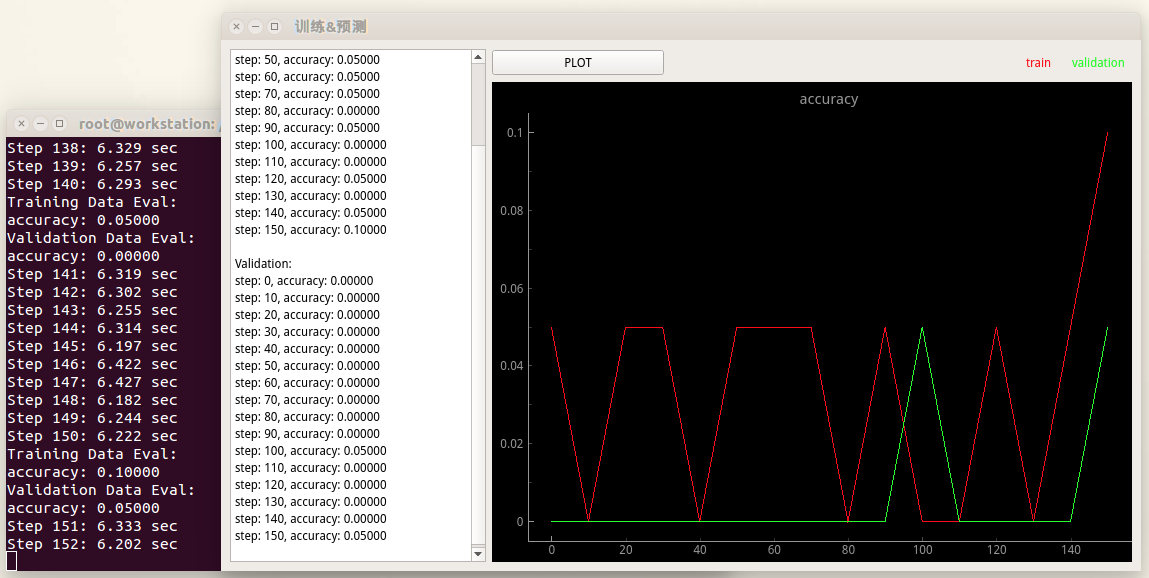 训练&预测
root@workstation:
Step 138: 6.329 sec
Step 139: 6.257 sec
Step 140: 6.293 sec
Training Data Eval:
accuracy: 0.05000
Validation Data Eval:
accuracy: 0.00000
Step 141: 6.319 sec
Step 142: 6.302 sec
Step 143: 6.255 sec
Step 144: 6.314 sec
Step 145: 6.197 sec
Step 146: 6.422 sec
Step 147: 6.427 sec
Step 148: 6.182 sec
Step 149: 6.244 sec
Step 150: 6.222 sec
Training Data Eval:
accuracy: 0.10000
Validation Data Eval:
accuracy: 0.05000
Step 151: 6.333 sec
Step 152: 6.202 sec
step: 50, accuracy: 0.05000
step: 60, accuracy: 0.05000
step: 70, accuracy: 0.05000
step: 80, accuracy: 0.00000
step: 90, accuracy: 0.05000
step: 100, accuracy: 0.00000
step: 110, accuracy: 0.00000
step: 120, accuracy: 0.05000
step: 130, accuracy: 0.00000
step: 140, accuracy: 0.05000
step: 150, accuracy: 0.10000
Validation:
step: 0, accuracy: 0.00000
step: 10, accuracy: 0.00000
step: 20, accuracy: 0.00000
step: 30, accuracy: 0.00000
step: 40, accuracy: 0.00000
step: 50, accuracy: 0.00000
step: 60, accuracy: 0.00000
step: 70, accuracy: 0.00000
step: 80, accuracy: 0.00000
step: 90, accuracy: 0.00000
step: 100, accuracy: 0.05000
step: 110, accuracy: 0.00000
step: 120, accuracy: 0.00000
step: 130, accuracy: 0.00000
step: 140, accuracy: 0.00000
step: 150, accuracy: 0.05000
PLOT
train validation
accuracy
0.1
0.08
0.06
0.04
0.02
0
0 20 40 60 80 100 120 140